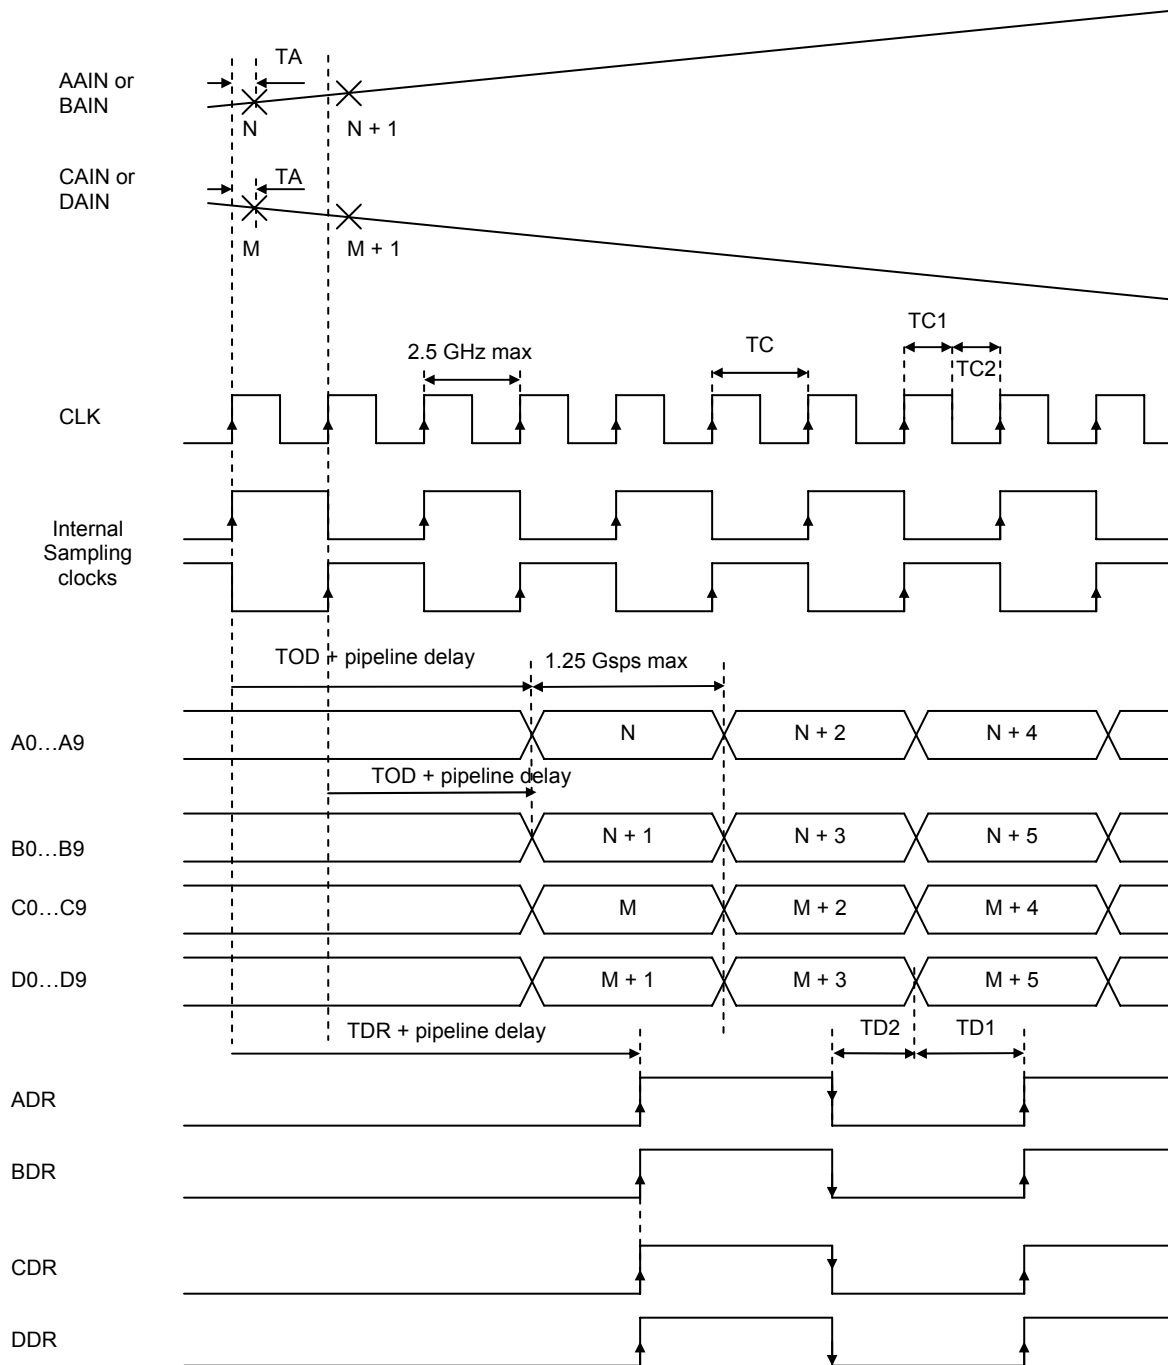 TA
AAIN or
BAIN
N
N + 1
CAIN or
DAIN
TA
M
M + 1
TC1
2.5 GHz max
TC
TC2
CLK
Internal
Sampling
clocks
TOD + pipeline delay
1.25 Gsps max
A0…A9
N
N + 2
N + 4
TOD + pipeline delay
B0…B9
N + 1
N + 3
N + 5
C0…C9
M
M + 2
M + 4
D0…D9
M + 1
M + 3
M + 5
TDR + pipeline delay
TD2
TD1
ADR
BDR
CDR
DDR